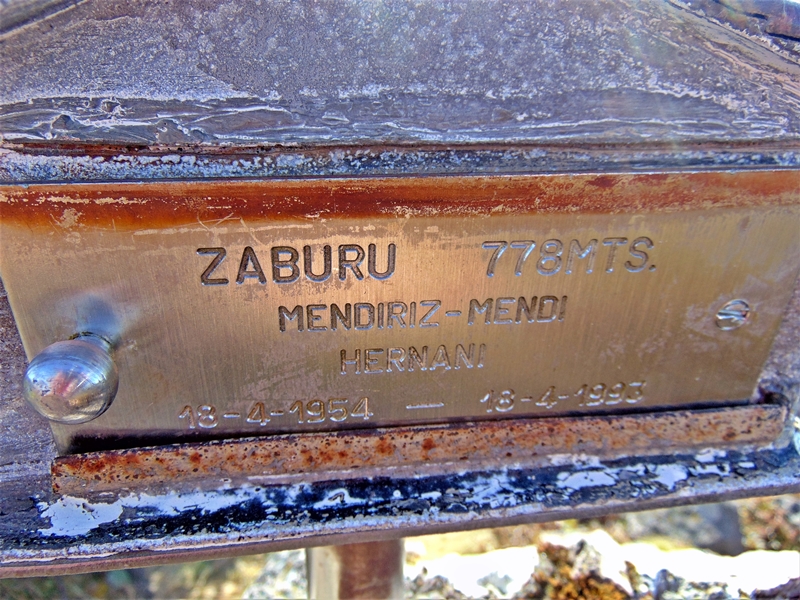 ZABURU 778MTS.
MENDIRIZ-MENDI
HERNANI
18-4-1954 — 18-4-1993